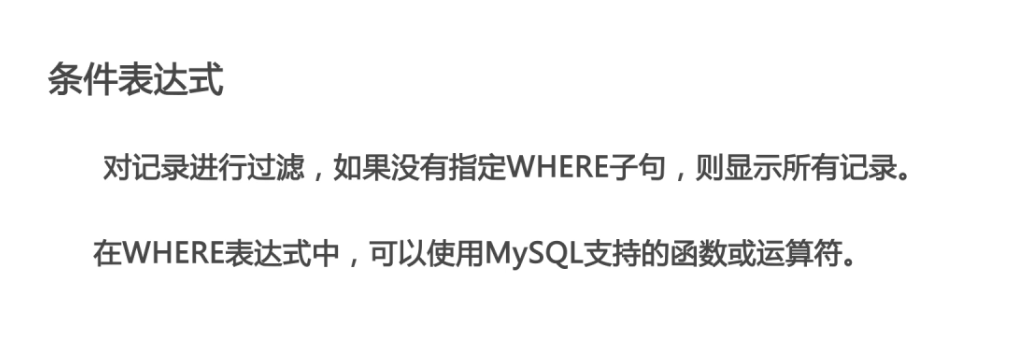 条件表达式
对记录进行过滤，如果没有指定WHERE子句，则显示所有记录。
在WHERE表达式中，可以使用MySQL支持的函数或运算符。